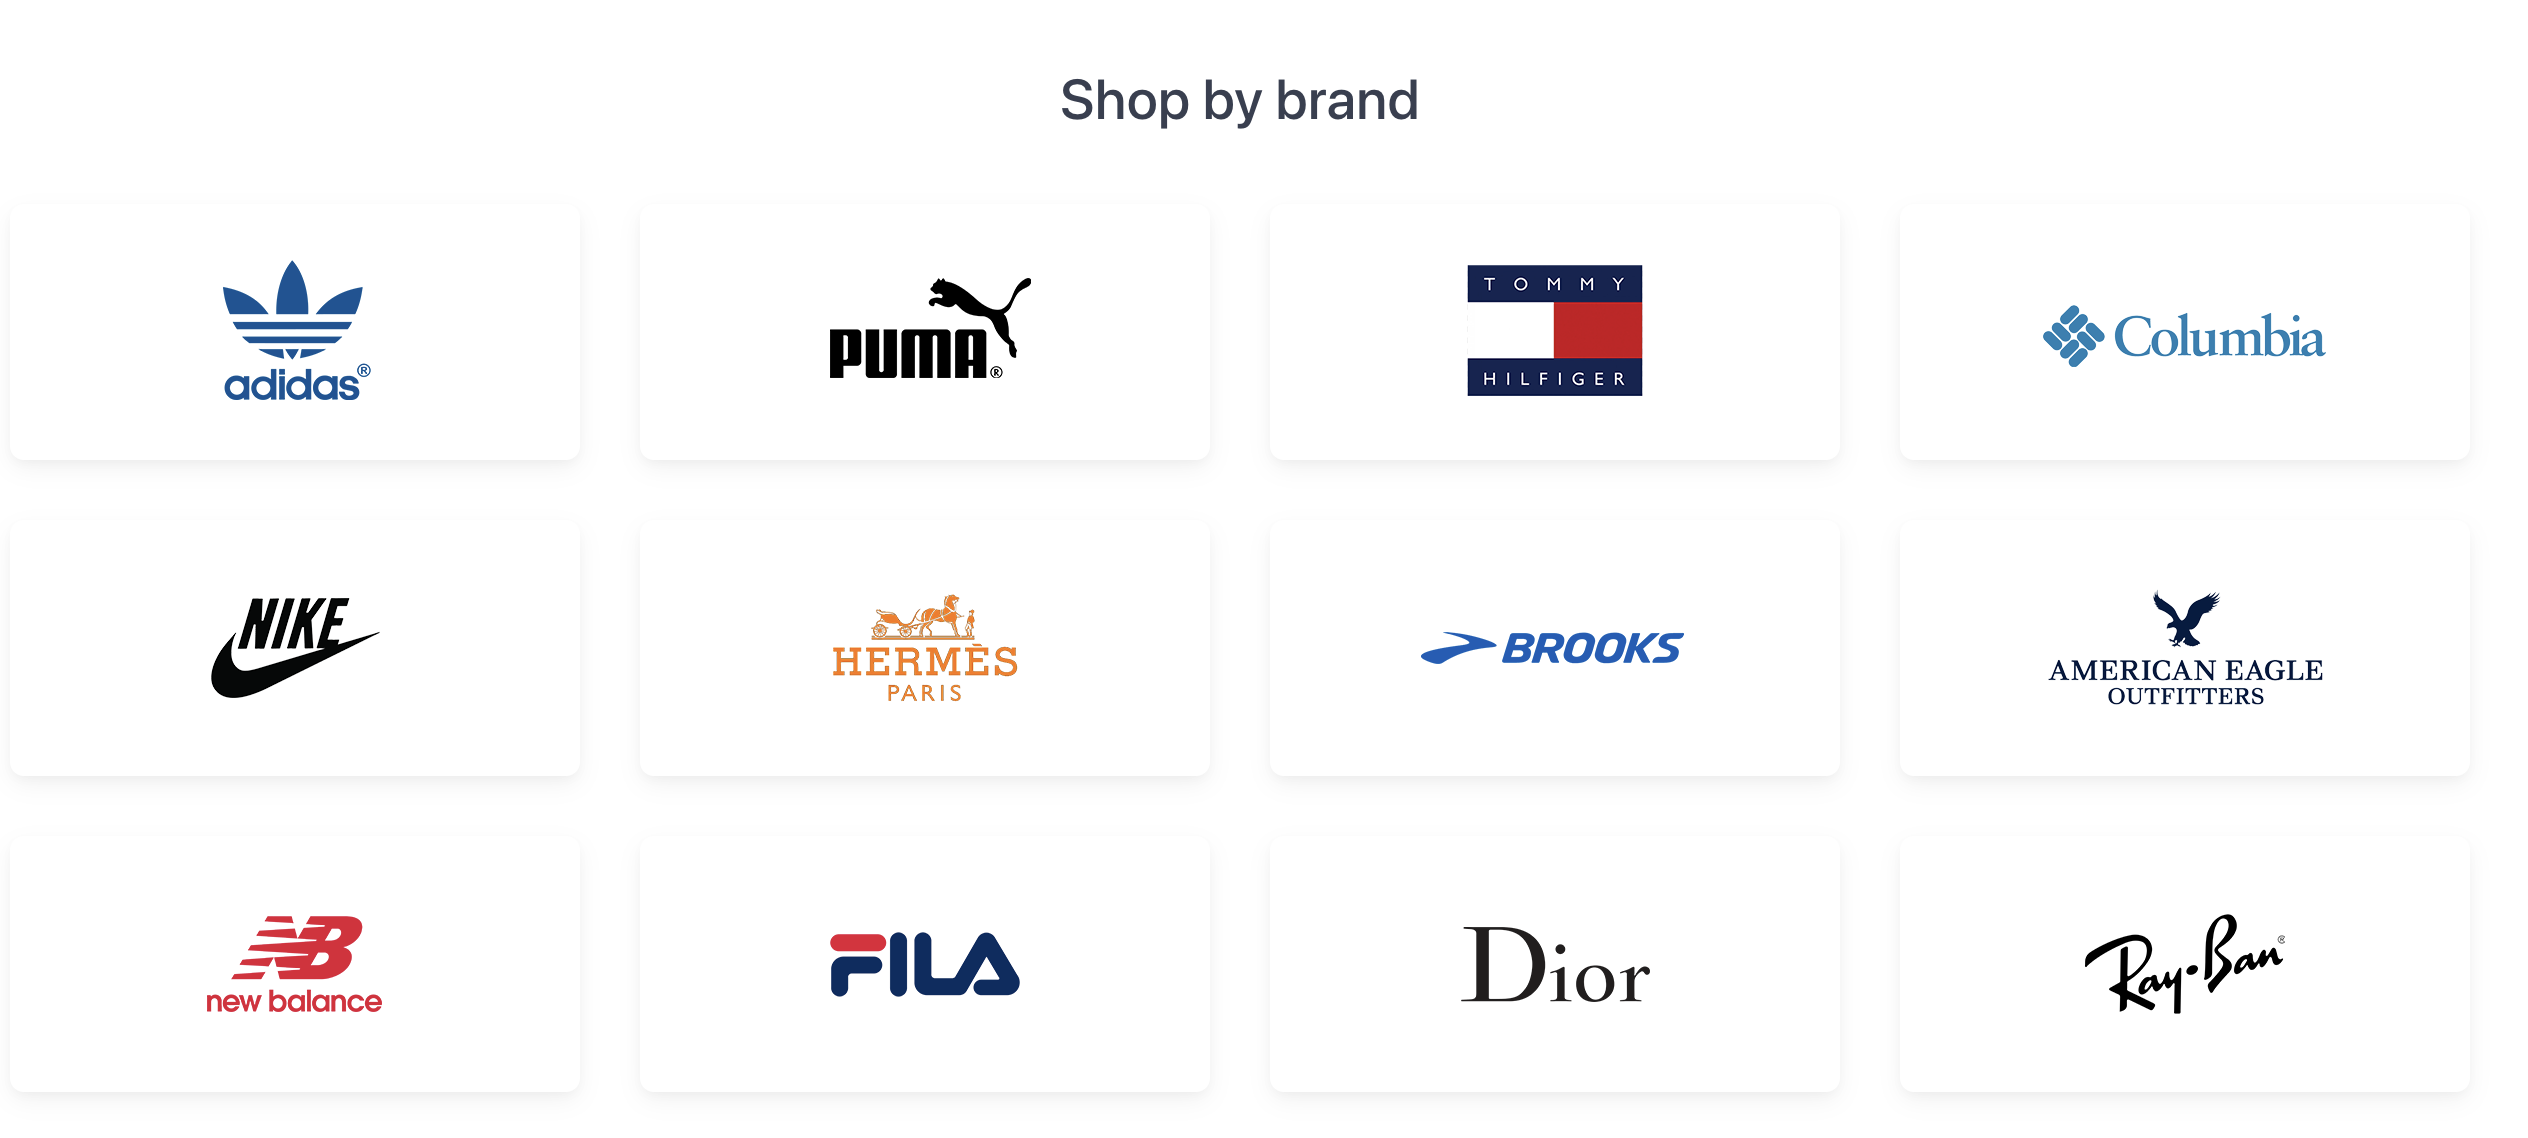 Shop by brand
adidas®
PUMA®
TOMMY
HILFIGER
Columbia
NIKE
HERMÈS
PARIS
BROOKS
AMERICAN EAGLE
OUTFITTERS
NB
new balance
FILA
Dior
Ray·Ban